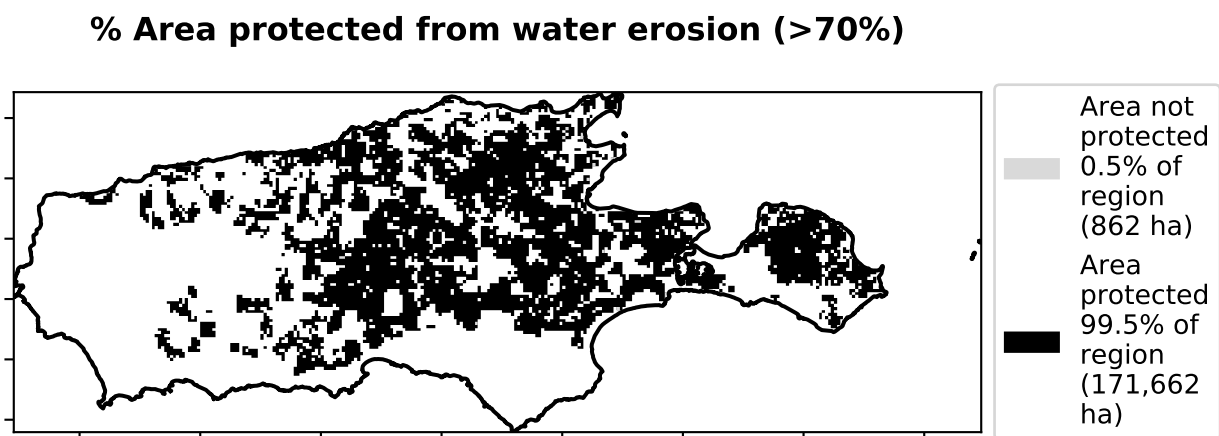 % Area protected from water erosion (>70%)
Area not
protected
0.5% of
region
(862 ha)
Area
protected
99.5% of
region
(171,662
ha)